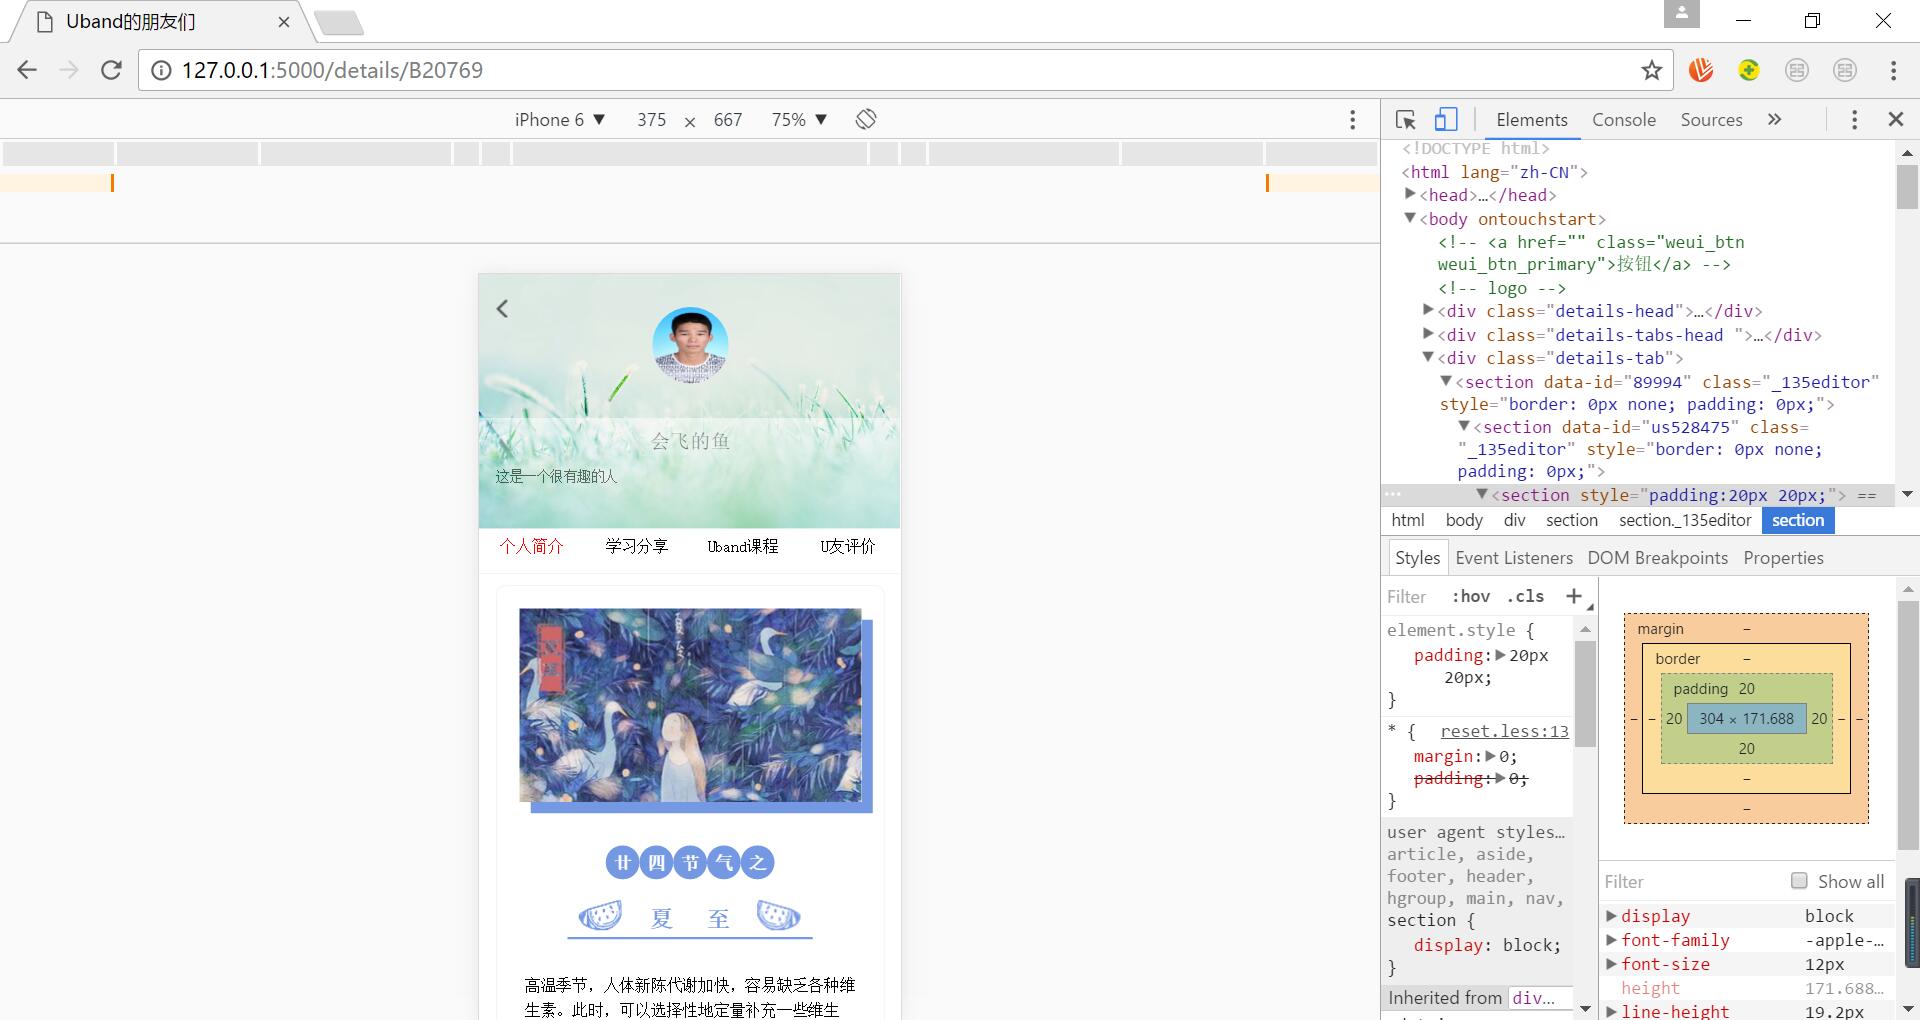 Uband的朋友们
127.0.0.1:5000/details/B20769
iPhone 6 ▼ 375 × 667 75% ▼
会飞的鱼
这是一个很有趣的人
个人简介 学习分享 Uband课程 U友评价
廿四节气之
夏 至
高温季节，人体新陈代谢加快，容易缺乏各种维
生素。此时，可以选择性地定量补充一些维生
Elements Console Sources »
<!DOCTYPE html>
<html lang="zh-CN">
▶<head>…</head>
▼<body ontouchstart>
<!-- <a href="" class="weui_btn
weui_btn_primary">按钮</a> -->
<!-- logo -->
▶<div class="details-head">…</div>
▶<div class="details-tabs-head ">…</div>
▼<div class="details-tab">
▼<section data-id="89994" class="_135editor"
style="border: 0px none; padding: 0px;">
▼<section data-id="us528475" class=
"_135editor" style="border: 0px none;
padding: 0px;">
… ▼<section style="padding:20px 20px;"> ==
html body div section section._135editor section
Styles Event Listeners DOM Breakpoints Properties
Filter :hov .cls +
element.style {
padding:▶20px
20px;
}
* { reset.less:13
margin:▶0;
padding:▶0;
}
user agent styles…
article, aside,
footer, header,
hgroup, main, nav,
section {
display: block;
}
Inherited from div…
margin –
border –
padding 20
– – 20 304 × 171.688 20 – –
20
–
–
Filter Show all
▶display block
▶font-family -apple-…
▶font-size 12px
height 171.688…
▶line-height 19.2px